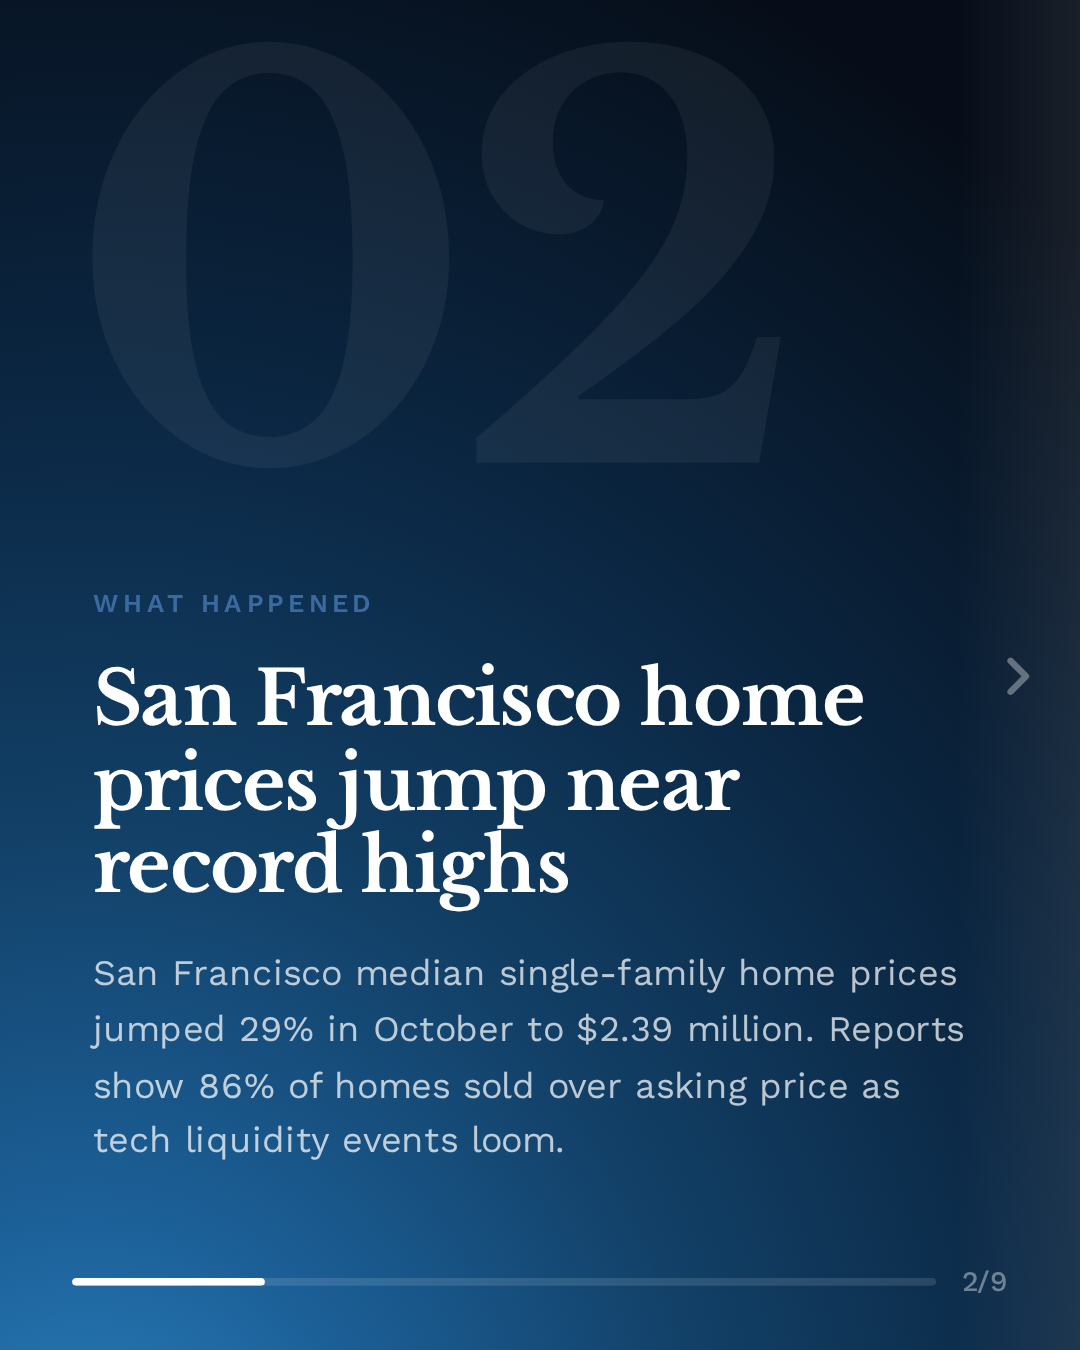 02
WHAT HAPPENED
San Francisco home
prices jump near
record highs
San Francisco median single-family home prices
jumped 29% in October to $2.39 million. Reports
show 86% of homes sold over asking price as
tech liquidity events loom.
2/9